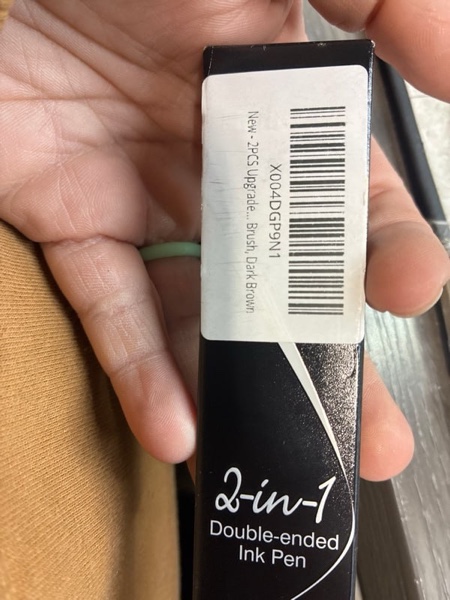 X004DGP9N1
New - 2PCS Upgrade... Brush, Dark Brown
2-in-1
Double-ended
Ink Pen